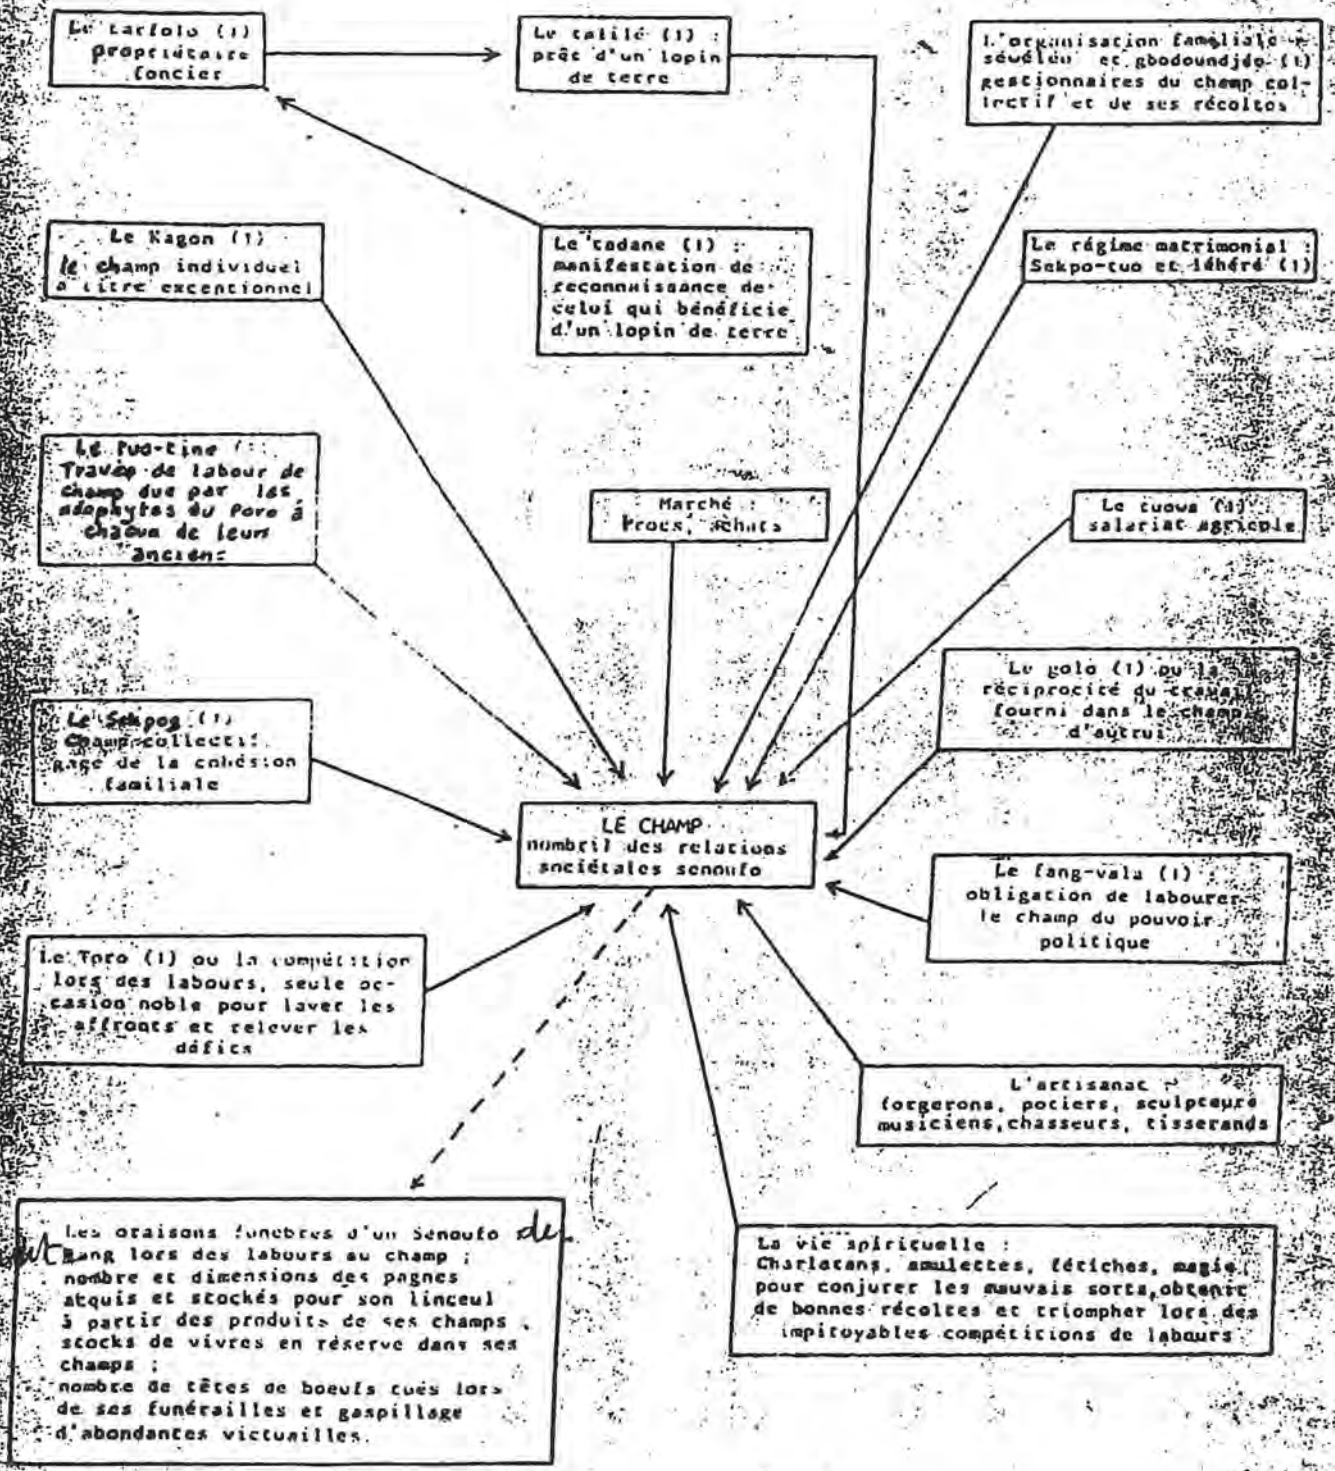 Le tarfolo (1)
propriétaire
foncier
Le talilé (1) :
prêt d'un lopin
de terre
L'organisation familiale :
sévéléo et gbodoundjéo (1)
gestionnaires du champ col-
lectif et de ses récoltes
Le Kagon (1)
le champ individuel
à titre exceptionnel
Le tadane (1) :
manifestation de
reconnaissance de
celui qui bénéficie
d'un lopin de terre
Le régime matrimonial :
Sekpo-tuo et léhéré (1)
de labour de
champ due par les
du Poro à
chacun de leurs
anciens
Marché :
trocs, achats
Le tuowa (1)
salariat agricole
Le Sekpog (1)
Champ collectif
gage de la cohésion
familiale
Le golo (1) ou la
réciprocité du travail
fourni dans le champ
d'autrui
LE CHAMP
nombril des relations
sociétales senoufo
Le fang-vala (1) :
obligation de labourer
le champ du pouvoir
politique
Le Toro (1) ou la compétition
lors des labours, seule oc-
casion noble pour laver les
affronts et relever les
défis
L'artisanat :
forgerons, potiers, sculpteurs
musiciens,chasseurs, tisserands
Les oraisons funèbres d'un Senoufo de
Rang lors des labours au champ ;
nombre et dimensions des pagnes
acquis et stockés pour son linceul
à partir des produits de ses champs ;
stocks de vivres en réserve dans ses
champs ;
nombre de têtes de boeufs tués lors
de ses funérailles et gaspillage
d'abondantes victuailles.
La vie spirituelle :
Charlatans, amulettes, fétiches, magie,
pour conjurer les mauvais sorts,obtenir
de bonnes récoltes et triompher lors des
impitoyables compétitions de labours